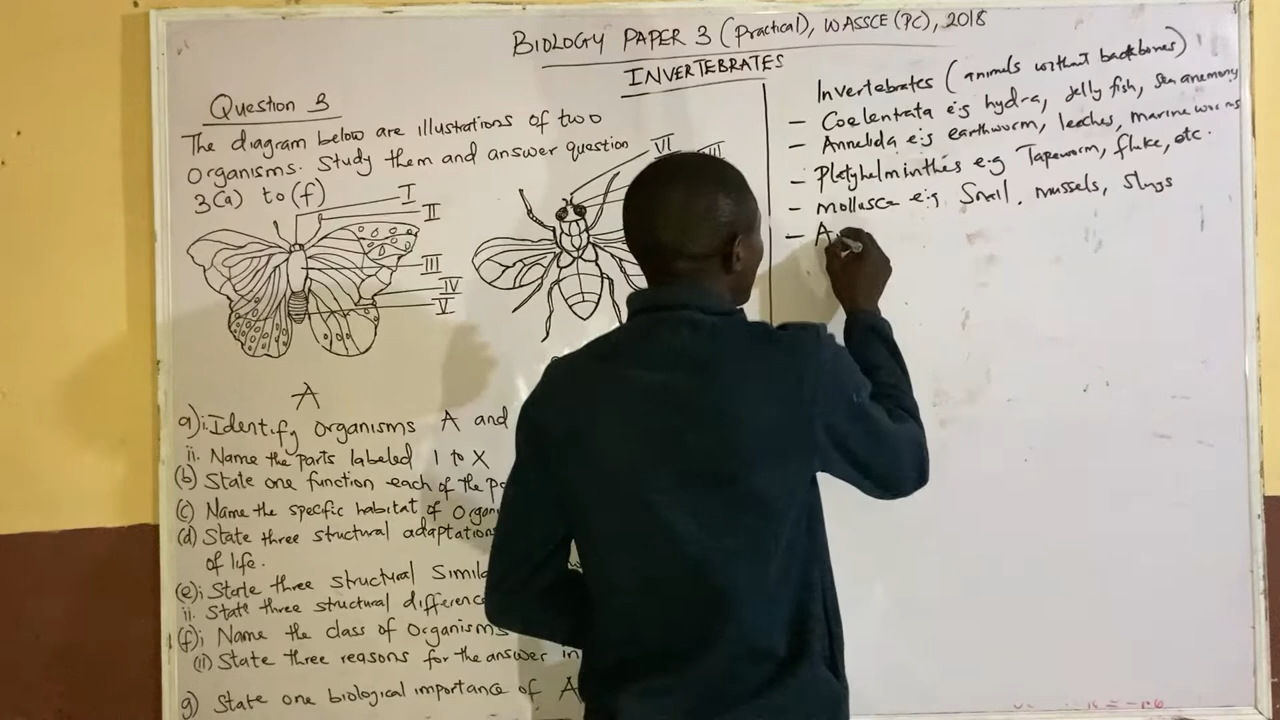 BIOLOGY PAPER 3 (Practical), WASSCE (PC), 2018
INVERTEBRATES
Question 3
The diagram below are illustrations of two
organisms. Study them and answer question
3(a) to (f)
I
II
III
IV
V
VI
III
A
a)i. Identify organisms A and
ii. Name the parts labeled 1 to X
(b) State one function each of the
(c) Name the specific habitat of
(d) State three structural
of life.
(e)i State three structural
ii. State three structural
(f)i Name the class of Organisms
(ii) State three reasons for the answer in
g) State one biological importance of A
Invertebrates (animals without backbones)
- Coelentrata e.g hydra, Jelly fish, Sea anemony
- Annelida e.g earthworm, leaches, marine worms
- Platyhelminthes e.g Tapeworm, fluke, etc.
- mollusca e.g Snail. mussels, Slugs
- A